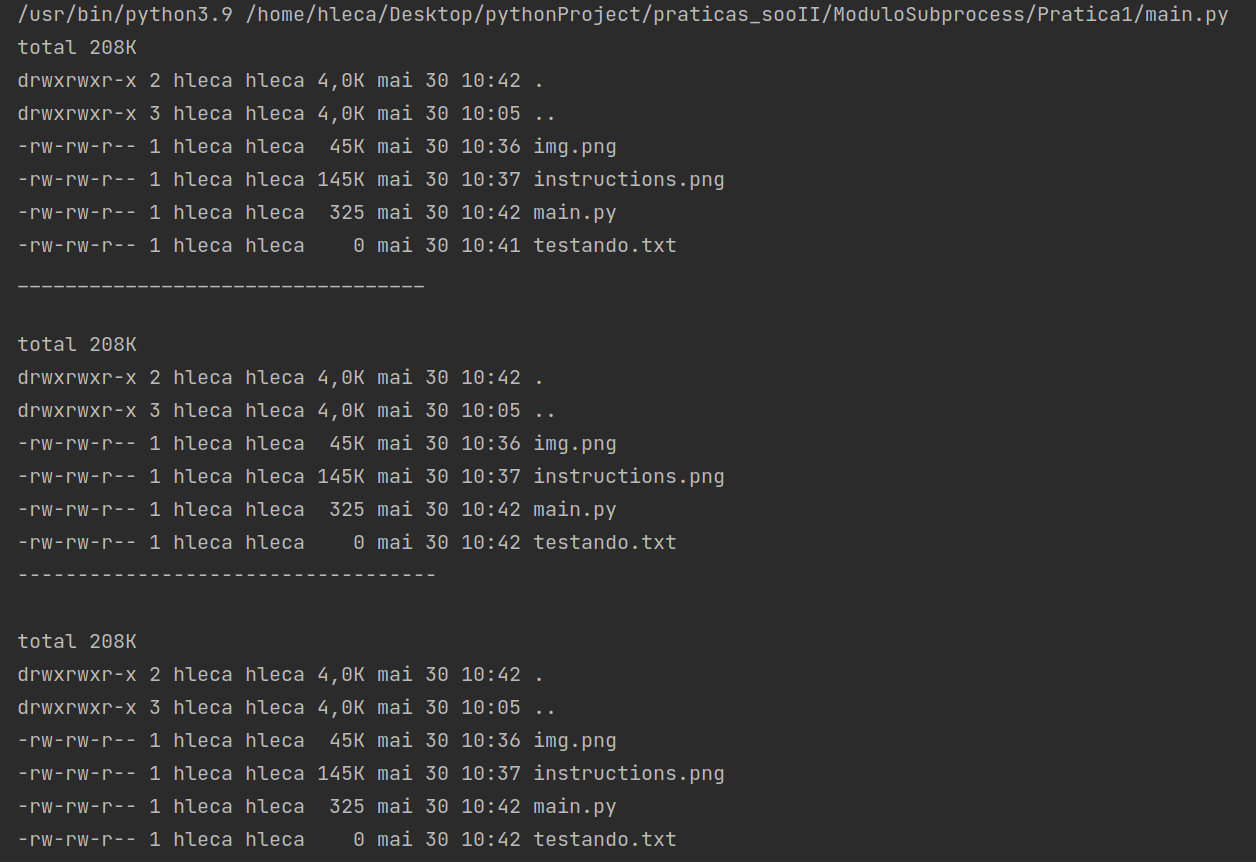 /usr/bin/python3.9 /home/hleca/Desktop/pythonProject/praticas_sooII/ModuloSubprocess/Pratica1/main.py
total 208K
drwxrwxr-x 2 hleca hleca 4,0K mai 30 10:42 .
drwxrwxr-x 3 hleca hleca 4,0K mai 30 10:05 ..
-rw-rw-r-- 1 hleca hleca  45K mai 30 10:36 img.png
-rw-rw-r-- 1 hleca hleca 145K mai 30 10:37 instructions.png
-rw-rw-r-- 1 hleca hleca  325 mai 30 10:42 main.py
-rw-rw-r-- 1 hleca hleca    0 mai 30 10:41 testando.txt
__________________________________
total 208K
drwxrwxr-x 2 hleca hleca 4,0K mai 30 10:42 .
drwxrwxr-x 3 hleca hleca 4,0K mai 30 10:05 ..
-rw-rw-r-- 1 hleca hleca  45K mai 30 10:36 img.png
-rw-rw-r-- 1 hleca hleca 145K mai 30 10:37 instructions.png
-rw-rw-r-- 1 hleca hleca  325 mai 30 10:42 main.py
-rw-rw-r-- 1 hleca hleca    0 mai 30 10:42 testando.txt
-----------------------------------
total 208K
drwxrwxr-x 2 hleca hleca 4,0K mai 30 10:42 .
drwxrwxr-x 3 hleca hleca 4,0K mai 30 10:05 ..
-rw-rw-r-- 1 hleca hleca  45K mai 30 10:36 img.png
-rw-rw-r-- 1 hleca hleca 145K mai 30 10:37 instructions.png
-rw-rw-r-- 1 hleca hleca  325 mai 30 10:42 main.py
-rw-rw-r-- 1 hleca hleca    0 mai 30 10:42 testando.txt